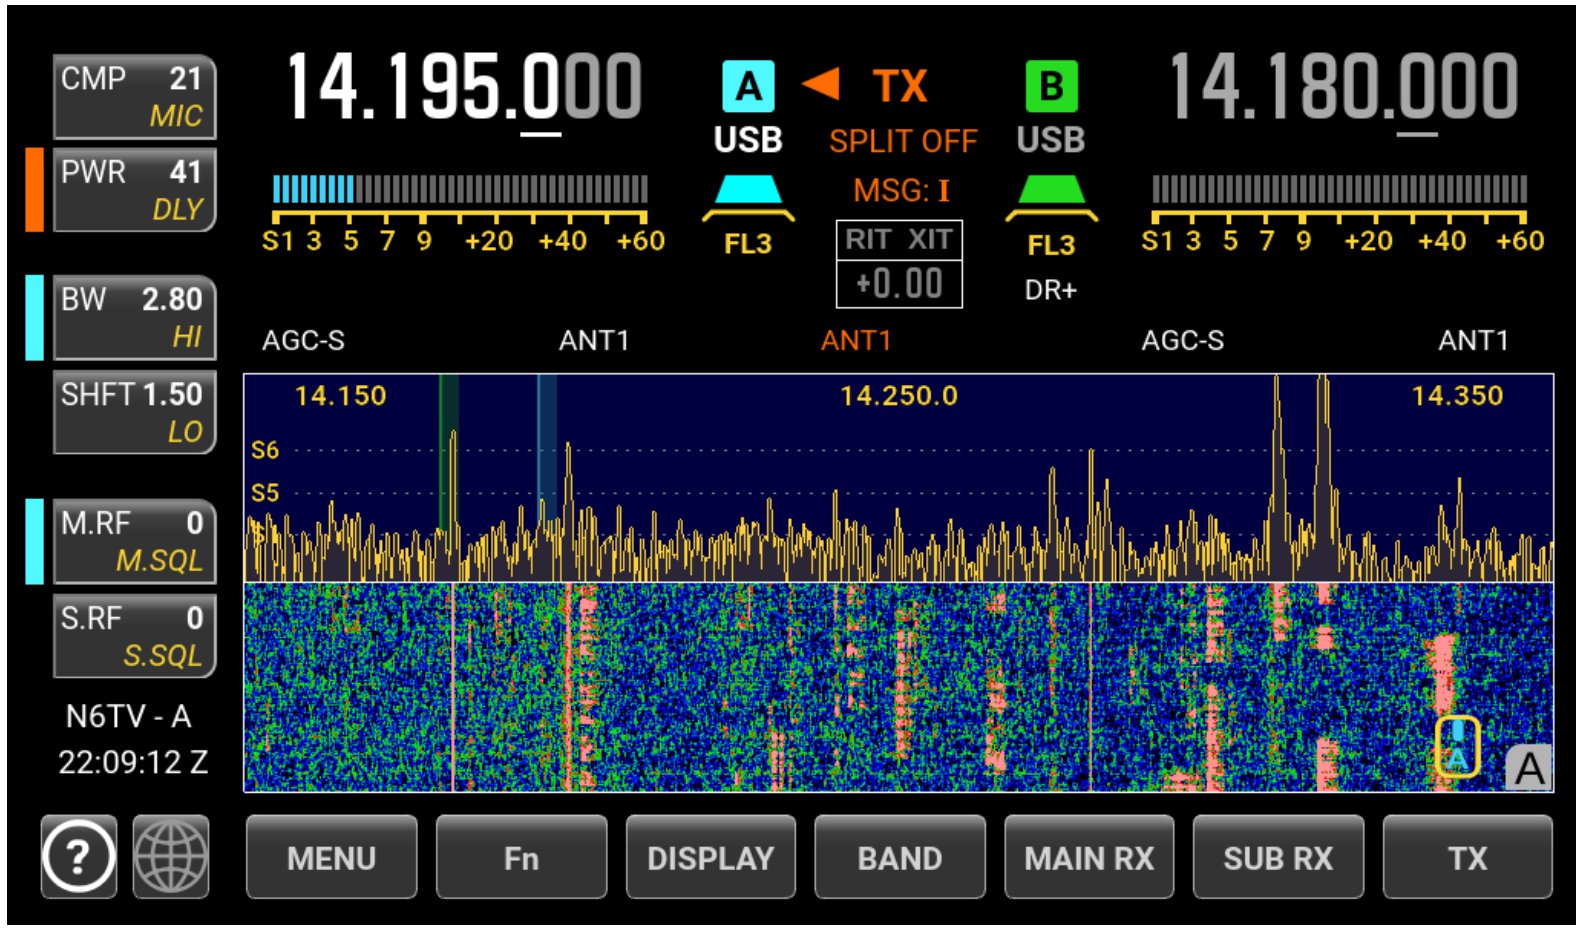 CMP 21
MIC
PWR 41
DLY
BW 2.80
HI
SHFT 1.50
LO
M.RF 0
M.SQL
S.RF 0
S.SQL
N6TV - A
22:09:12 Z
14.195.000
A
TX
B
14.180.000
USB
SPLIT OFF
USB
MSG: I
S1 3 5 7 9 +20 +40 +60
FL3
RIT XIT
+0.00
FL3
DR+
S1 3 5 7 9 +20 +40 +60
AGC-S
ANT1
ANT1
AGC-S
ANT1
14.150
14.250.0
14.350
S6
S5
A
A
?
MENU
Fn
DISPLAY
BAND
MAIN RX
SUB RX
TX